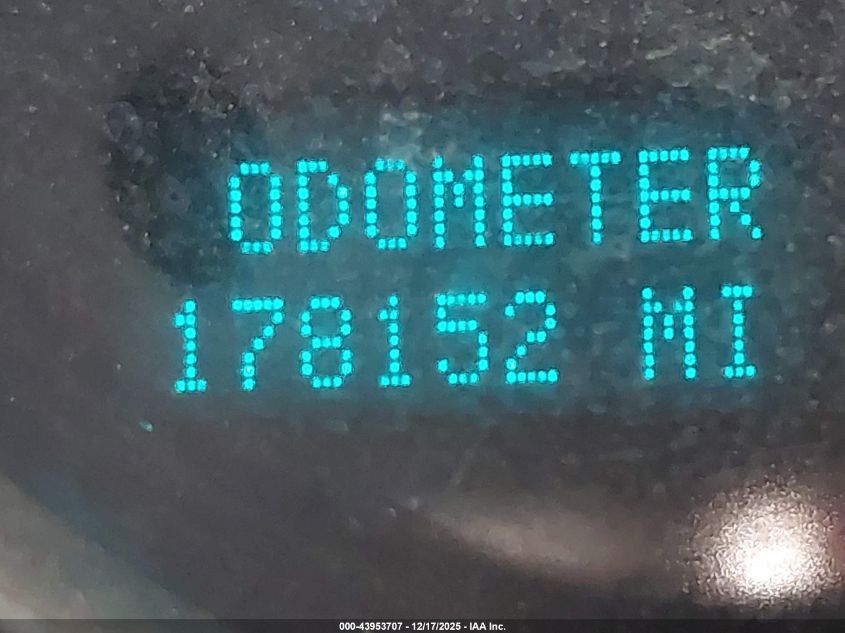 ODOMETER
178152 MI
000-43953707 - 12/17/2025 - IAA Inc.